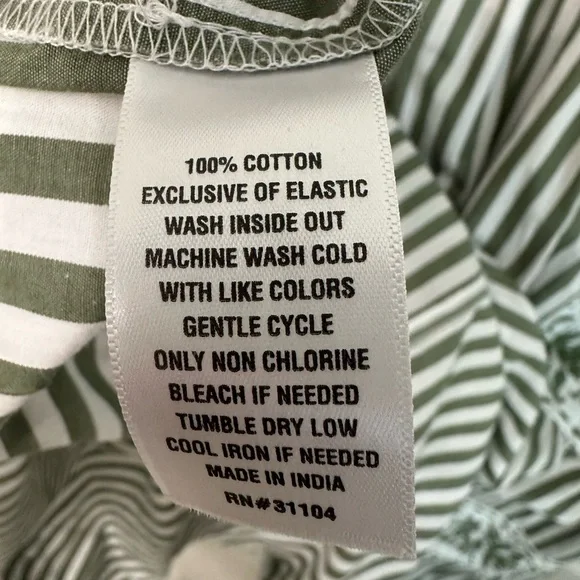 100% COTTON
EXCLUSIVE OF ELASTIC
WASH INSIDE OUT
MACHINE WASH COLD
WITH LIKE COLORS
GENTLE CYCLE
ONLY NON CHLORINE
BLEACH IF NEEDED
TUMBLE DRY LOW
COOL IRON IF NEEDED
MADE IN INDIA
RN#31104